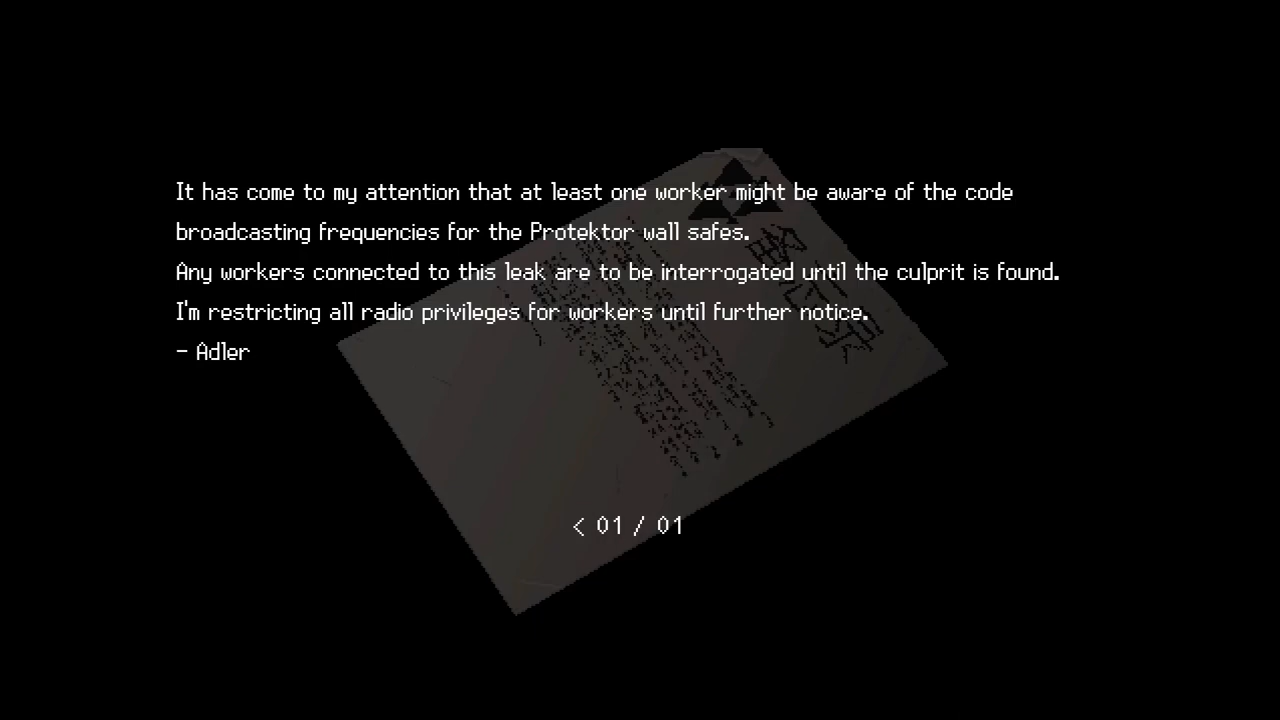 It has come to my attention that at least one worker might be aware of the code
broadcasting frequencies for the Protektor wall safes.
Any workers connected to this leak are to be interrogated until the culprit is found.
I'm restricting all radio privileges for workers until further notice.
- Adler
< 01 / 01